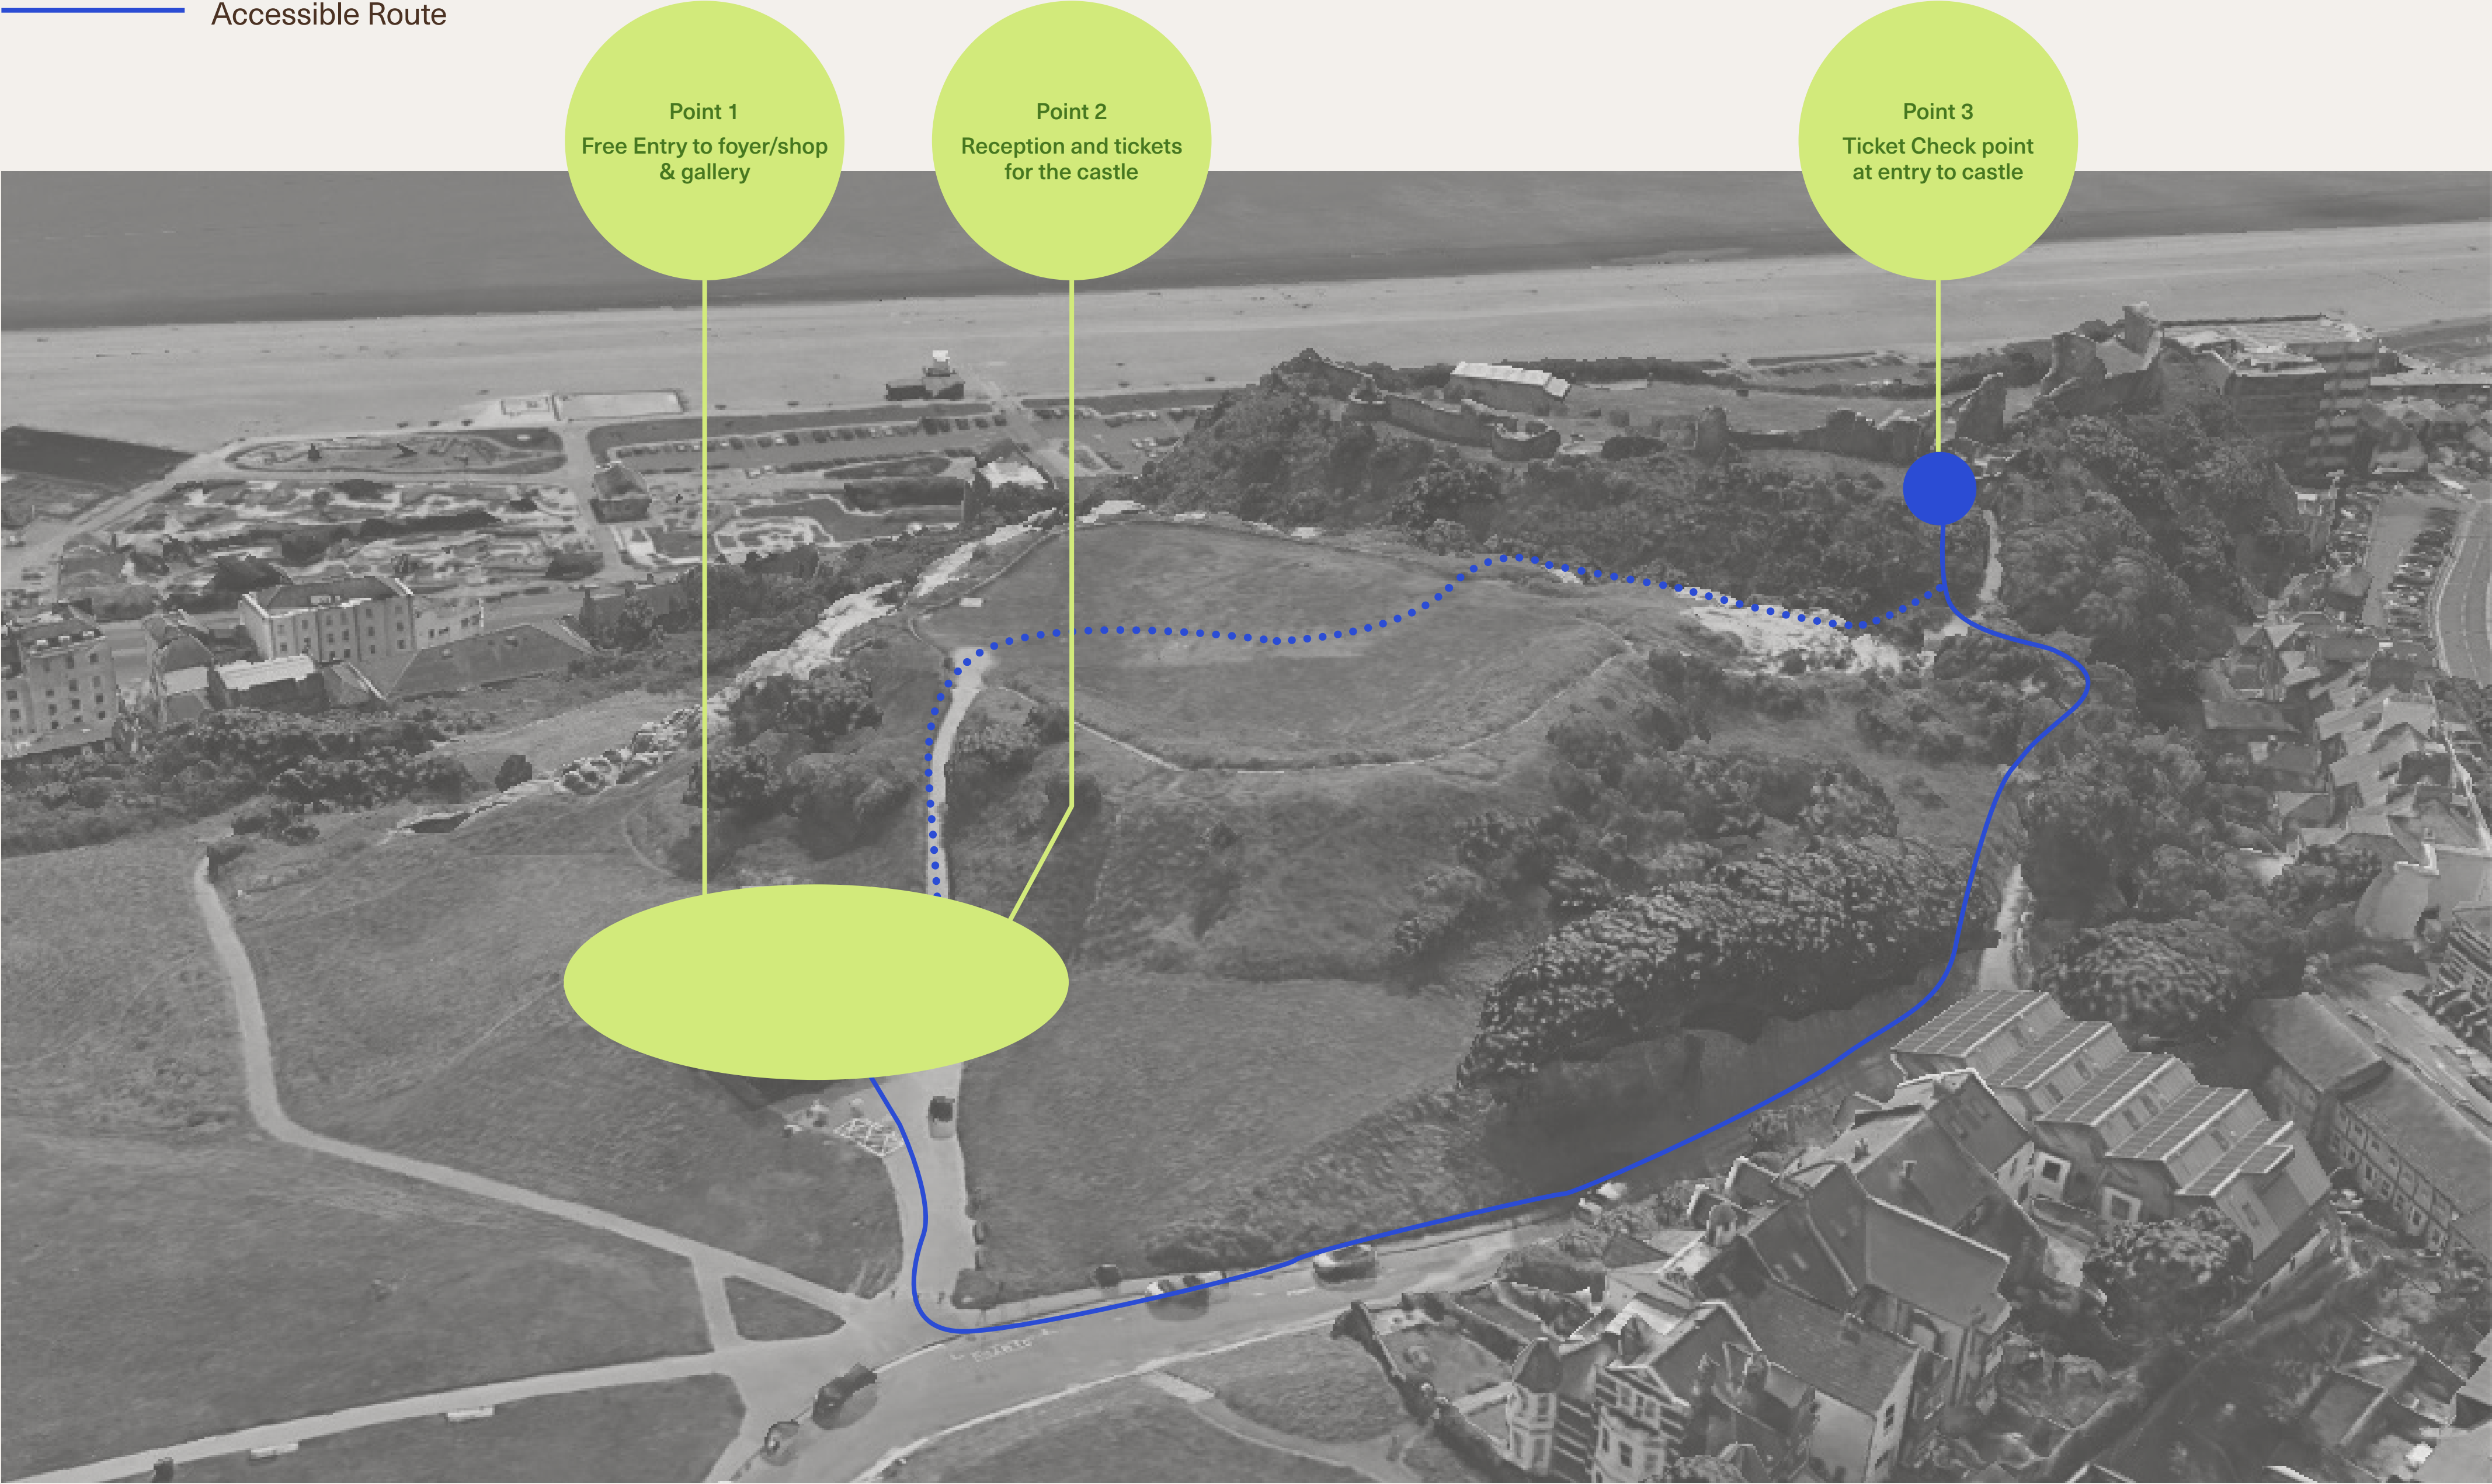 Accessible Route
Point 1
Free Entry to foyer/shop
& gallery
Point 2
Reception and tickets
for the castle
Point 3
Ticket Check point
at entry to castle